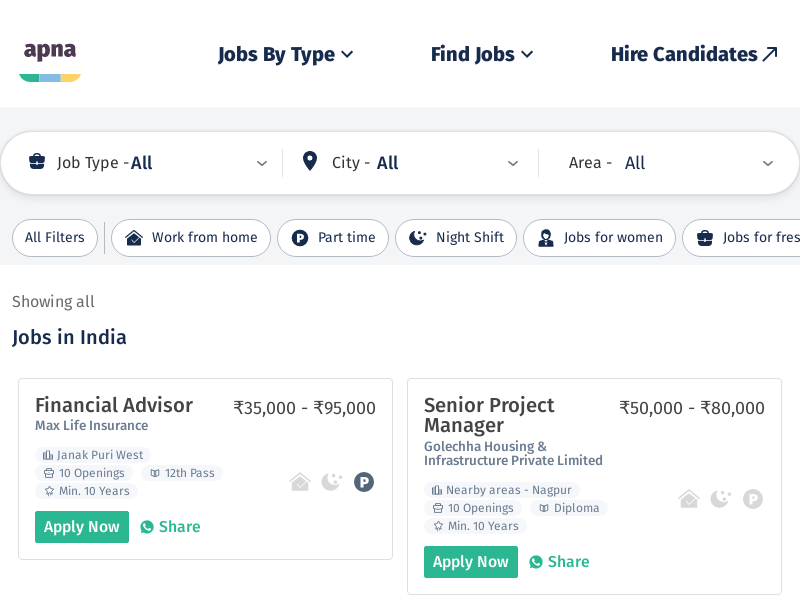 apna
Jobs By Type
Find Jobs
Hire Candidates
Job Type - All
City - All
Area - All
All Filters
Work from home
Part time
Night Shift
Jobs for women
Jobs for fres
Showing all
Jobs in India
Financial Advisor
₹35,000 - ₹95,000
Max Life Insurance
Janak Puri West
10 Openings
12th Pass
Min. 10 Years
P
Apply Now
Share
Senior Project
Manager
₹50,000 - ₹80,000
Golechha Housing &
Infrastructure Private Limited
Nearby areas - Nagpur
10 Openings
Diploma
Min. 10 Years
P
Apply Now
Share